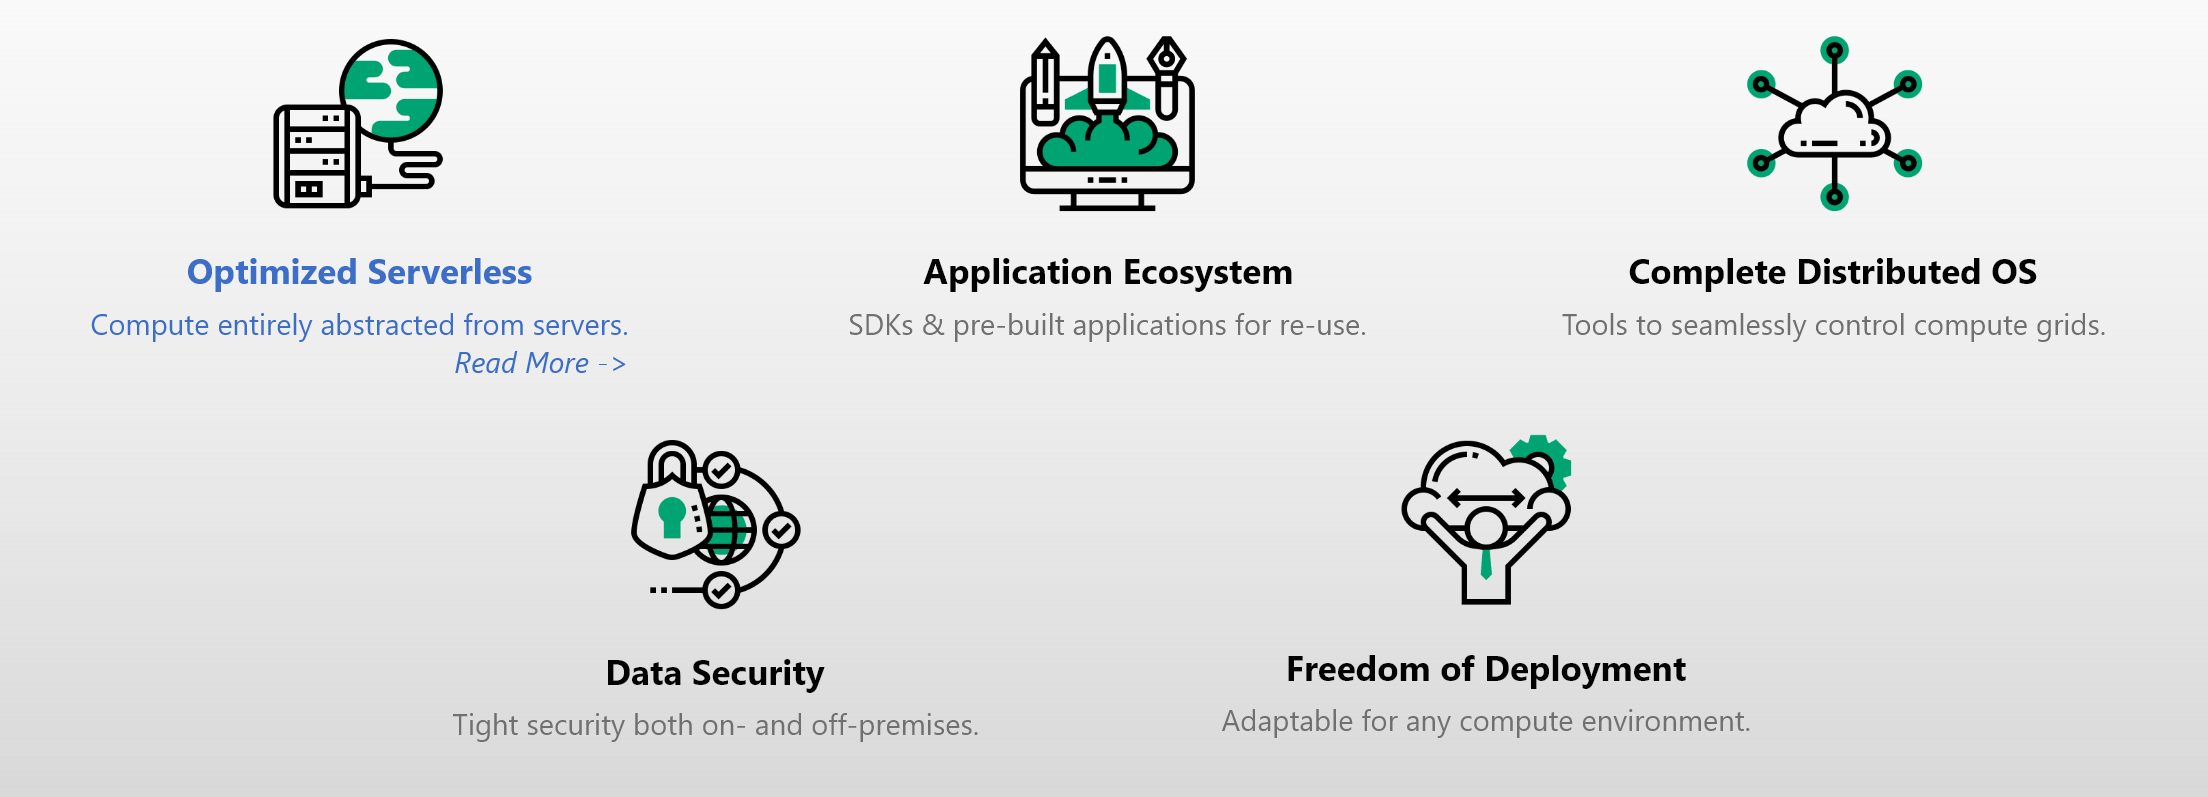 Optimized Serverless
Compute entirely abstracted from servers.
Read More ->
Application Ecosystem
SDKs & pre-built applications for re-use.
Complete Distributed OS
Tools to seamlessly control compute grids.
Data Security
Tight security both on- and off-premises.
Freedom of Deployment
Adaptable for any compute environment.